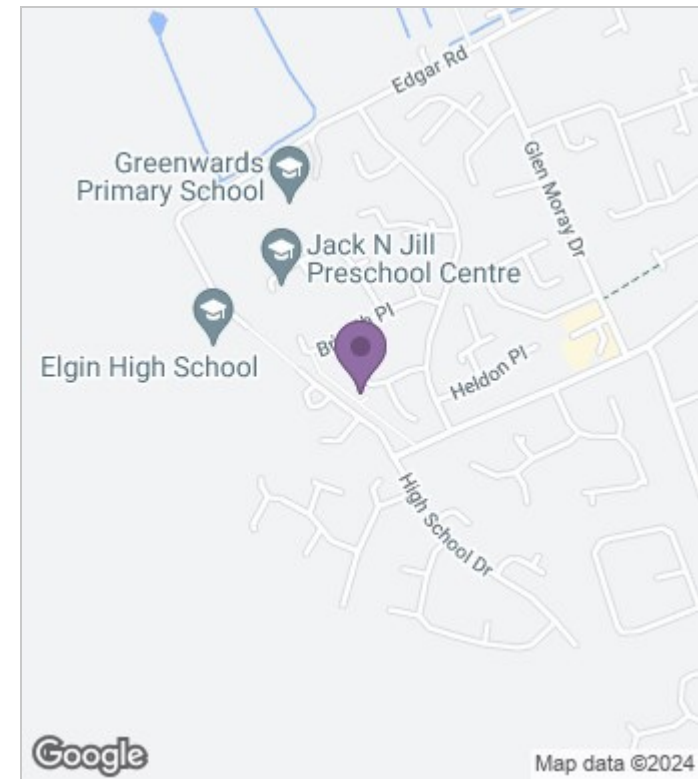 Edgar Rd
Glen Moray Dr
Greenwards
Primary School
Jack N Jill
Preschool Centre
Pl
Elgin High School
Heldon Pl
High School Dr
Google
Map data ©2024